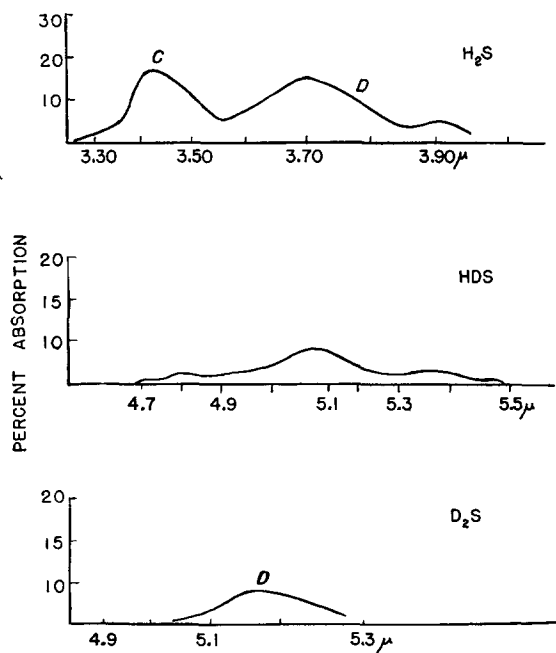 PERCENT ABSORPTION
30
20
10
C
D
H₂S
3.30 3.50 3.70 3.90μ
20
15
10
HDS
4.7 4.9 5.1 5.3 5.5μ
20
15
10
D
D₂S
4.9 5.1 5.3